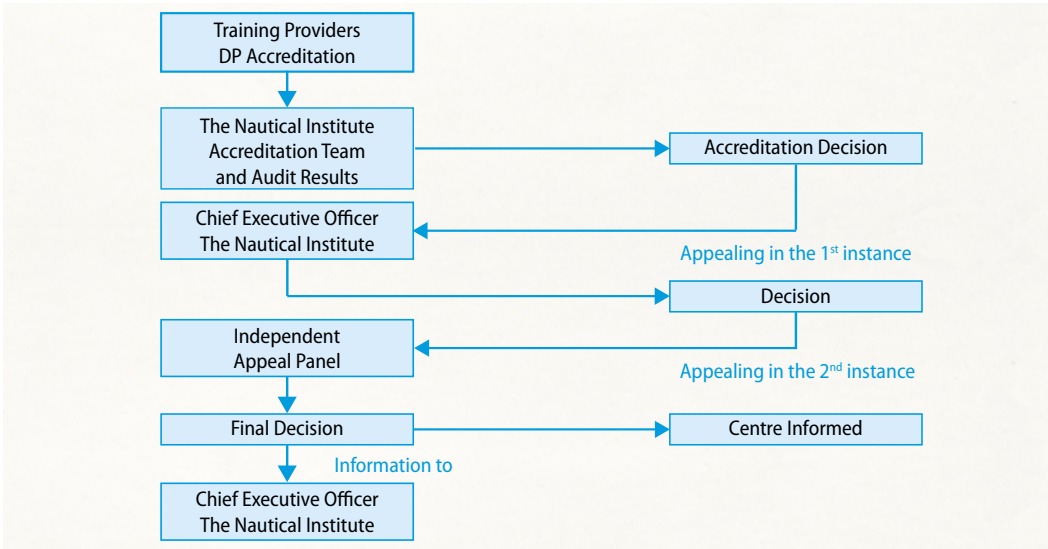 Training Providers
DP Accreditation
The Nautical Institute
Accreditation Team
and Audit Results
Accreditation Decision
Chief Executive Officer
The Nautical Institute
Appealing in the 1st instance
Decision
Independent
Appeal Panel
Appealing in the 2nd instance
Final Decision
Centre Informed
Information to
Chief Executive Officer
The Nautical Institute